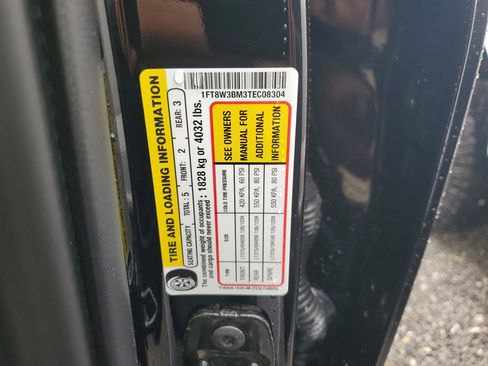 1FT8W3BM3TEC08304
TIRE AND LOADING INFORMATION
SEATING CAPACITY TOTAL: 5 FRONT: 2 REAR: 3
The combined weight of occupants
and cargo should never exceed : 1828 kg or 4032 lbs.
TIRE SIZE COLD TIRE PRESSURE
FRONT 420 KPA, 60 PSI
REAR 550 KPA, 80 PSI
SPARE 550 KPA, 80 PSI
SEE OWNERS
MANUAL FOR
ADDITIONAL
INFORMATION